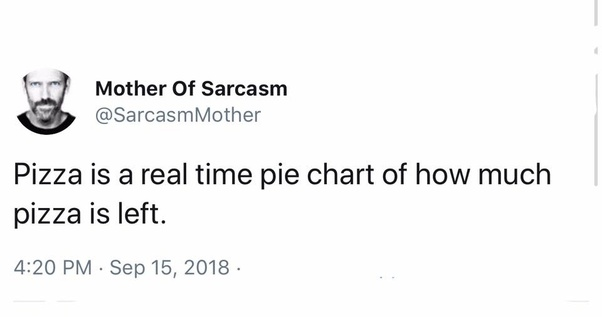 Mother Of Sarcasm
@SarcasmMother
Pizza is a real time pie chart of how much
pizza is left.
4:20 PM · Sep 15, 2018 ·